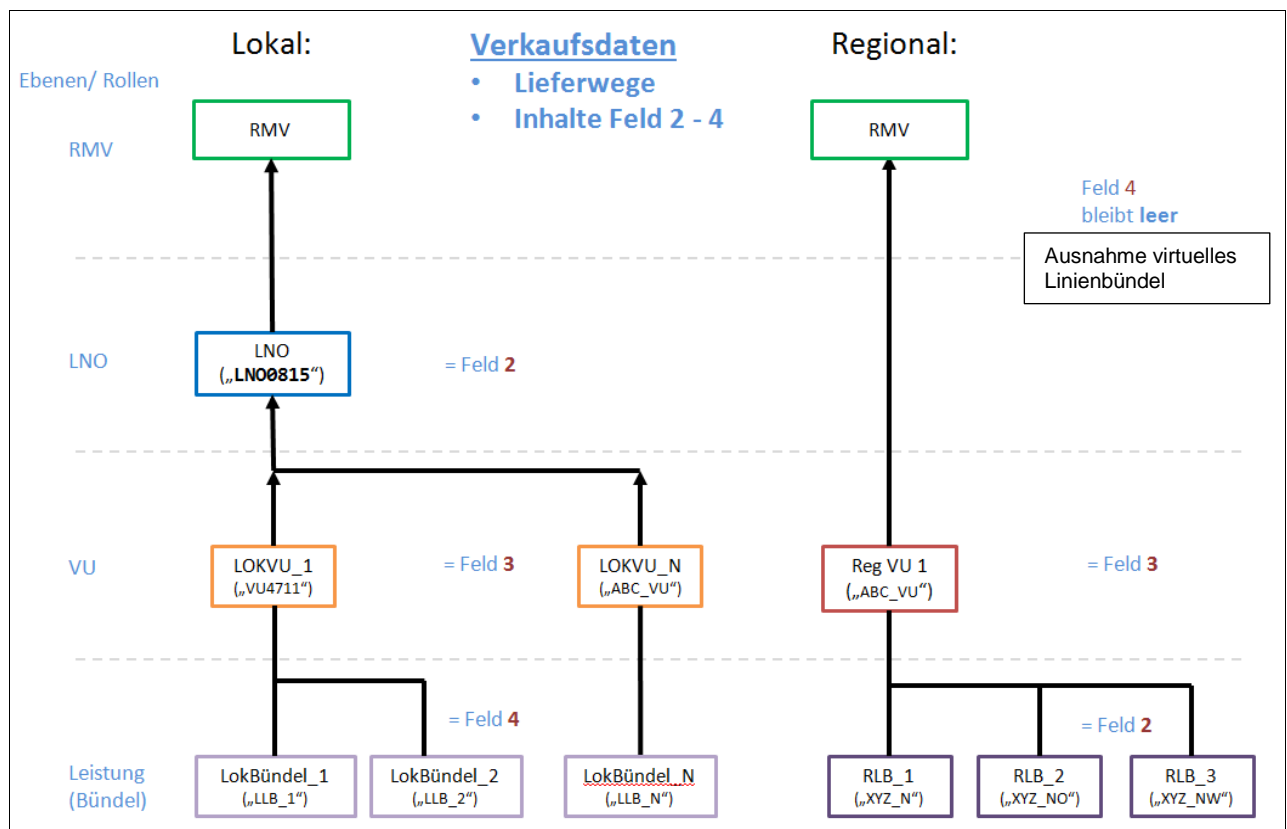 Lokal:
Verkaufsdaten
• Lieferwege
• Inhalte Feld 2 - 4
Regional:
Ebenen/ Rollen
RMV
RMV
RMV
Feld 4
bleibt leer
Ausnahme virtuelles
Linienbündel
LNO
LNO
(„LNO0815“)
= Feld 2
VU
LOKVU_1
(„VU4711“)
= Feld 3
LOKVU_N
(„ABC_VU“)
Reg VU 1
(„ABC_VU“)
= Feld 3
= Feld 4
= Feld 2
Leistung
(Bündel)
LokBündel_1
(„LLB_1“)
LokBündel_2
(„LLB_2“)
LokBündel_N
(„LLB_N“)
RLB_1
(„XYZ_N“)
RLB_2
(„XYZ_NO“)
RLB_3
(„XYZ_NW“)